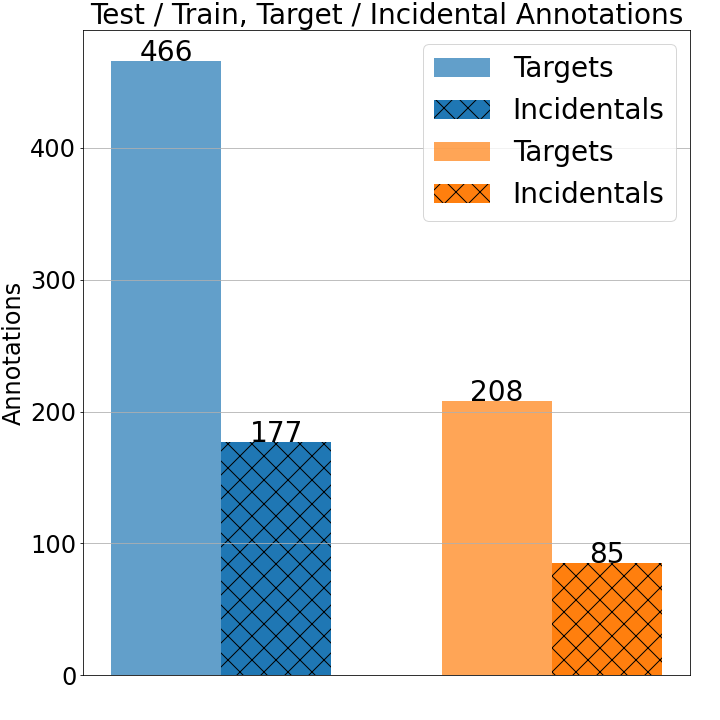 Test / Train, Target / Incidental Annotations
466
Targets
Incidentals
Targets
Incidentals
400
300
Annotations
208
200
177
100
85
0